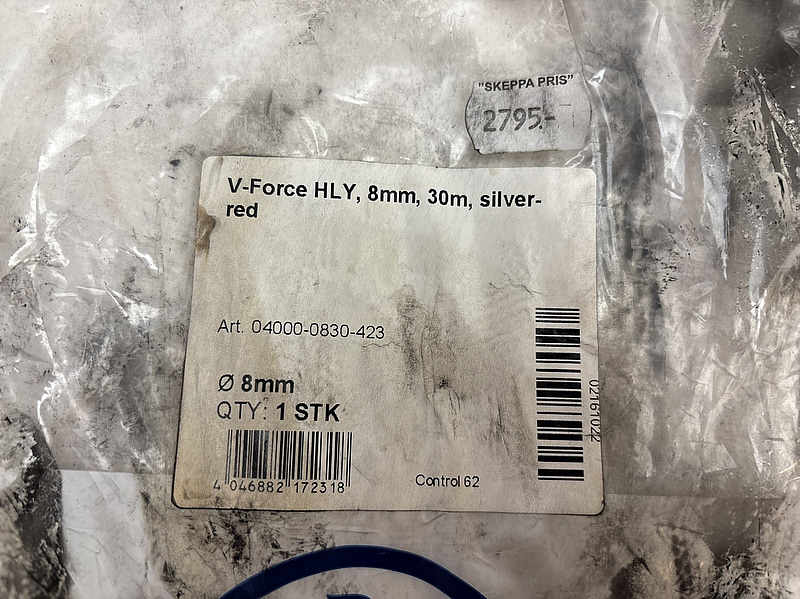 "SKEPPA PRIS"
2795:-
V-Force HLY, 8mm, 30m, silver-
red
Art. 04000-0830-423
Ø 8mm
QTY: 1 STK
4 046882 172318
Control 62
02161022